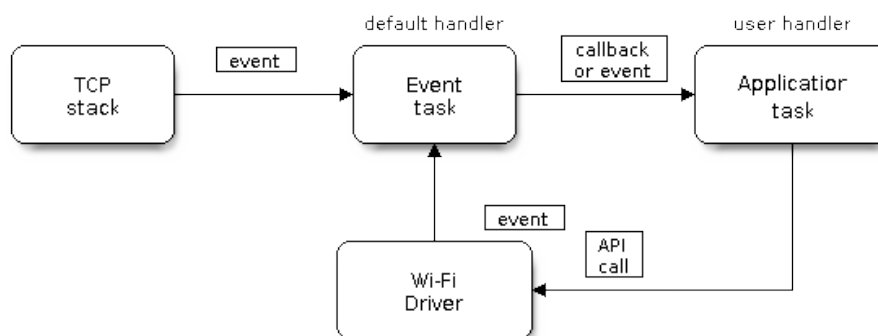 default handler
user handler
event
callback
or event
TCP
stack
Event
task
Application
task
event
API
call
Wi-Fi
Driver